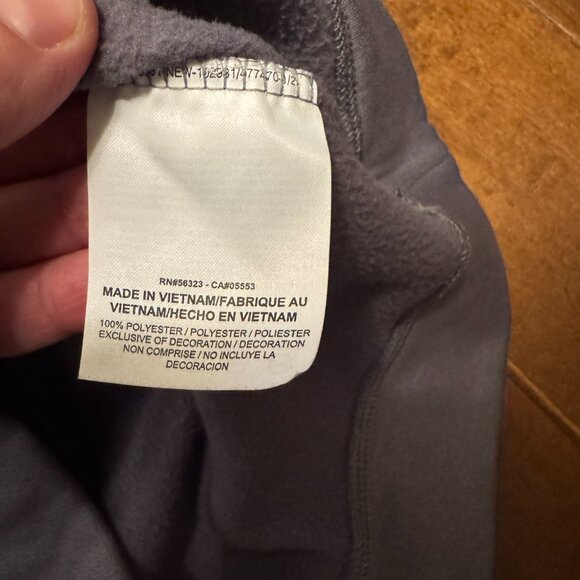 RN#56323 - CA#05553
MADE IN VIETNAM/FABRIQUE AU
VIETNAM/HECHO EN VIETNAM
100% POLYESTER / POLYESTER / POLIESTER
EXCLUSIVE OF DECORATION / DECORATION
NON COMPRISE / NO INCLUYE LA
DECORACION